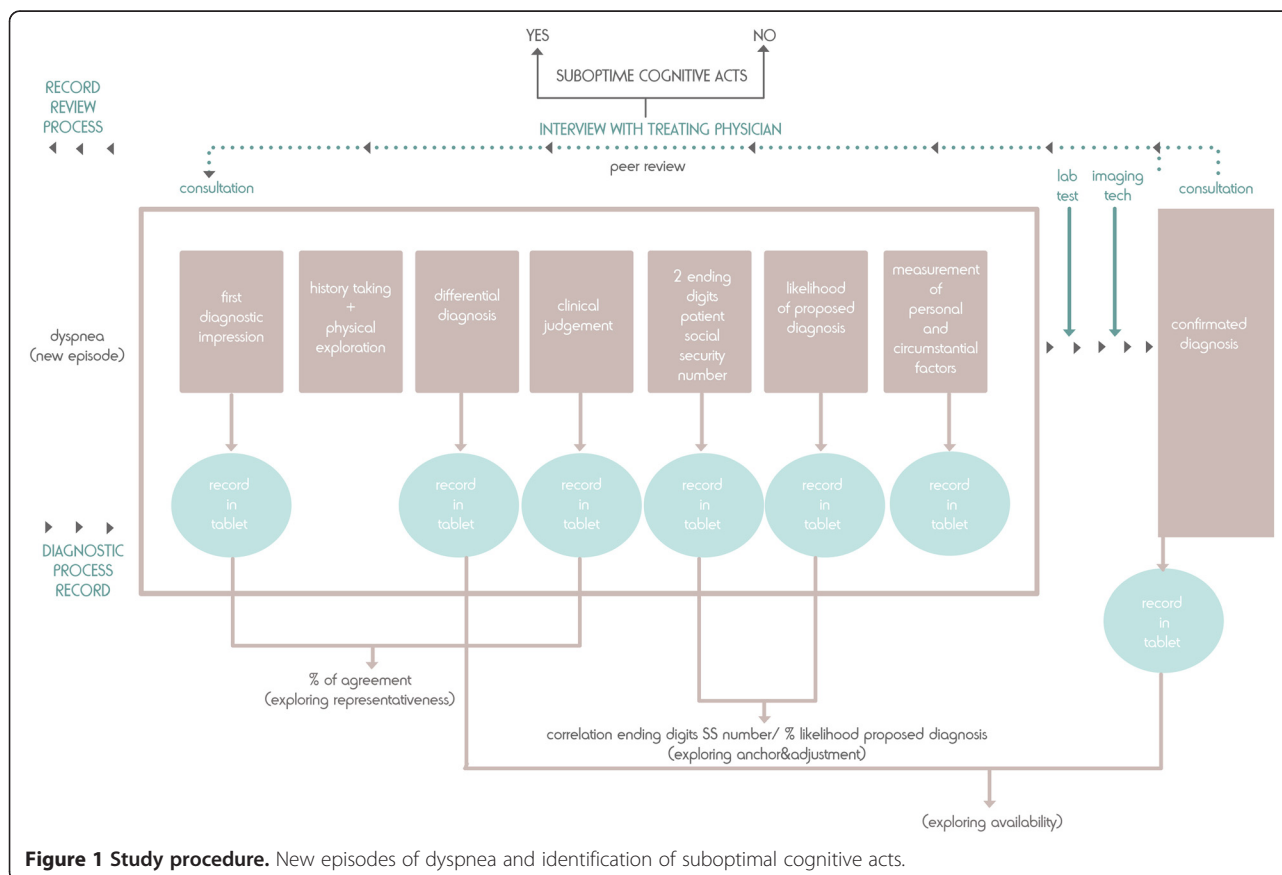 YES
NO
SUBOPTIME COGNITIVE ACTS
RECORD
REVIEW
PROCESS
INTERVIEW WITH TREATING PHYSICIAN
peer review
consultation
lab
test
imaging
tech
consultation
dyspnea
(new episode)
first
diagnostic
impression
history taking
+
physical
exploration
differential
diagnosis
clinical
judgement
2 ending
digits
patient
social
security
number
likelihood
of proposed
diagnosis
measurement
of
personal
and
circumstantial
factors
confirmated
diagnosis
record
in
tablet
record
in
tablet
record
in
tablet
record
in
tablet
record
in
tablet
record
in
tablet
DIAGNOSTIC
PROCESS
RECORD
record
in
tablet
% of agreement
(exploring representativeness)
correlation ending digits SS number/ % likelihood proposed diagnosis
(exploring anchor&adjustment)
(exploring availability)
Figure 1 Study procedure. New episodes of dyspnea and identification of suboptimal cognitive acts.